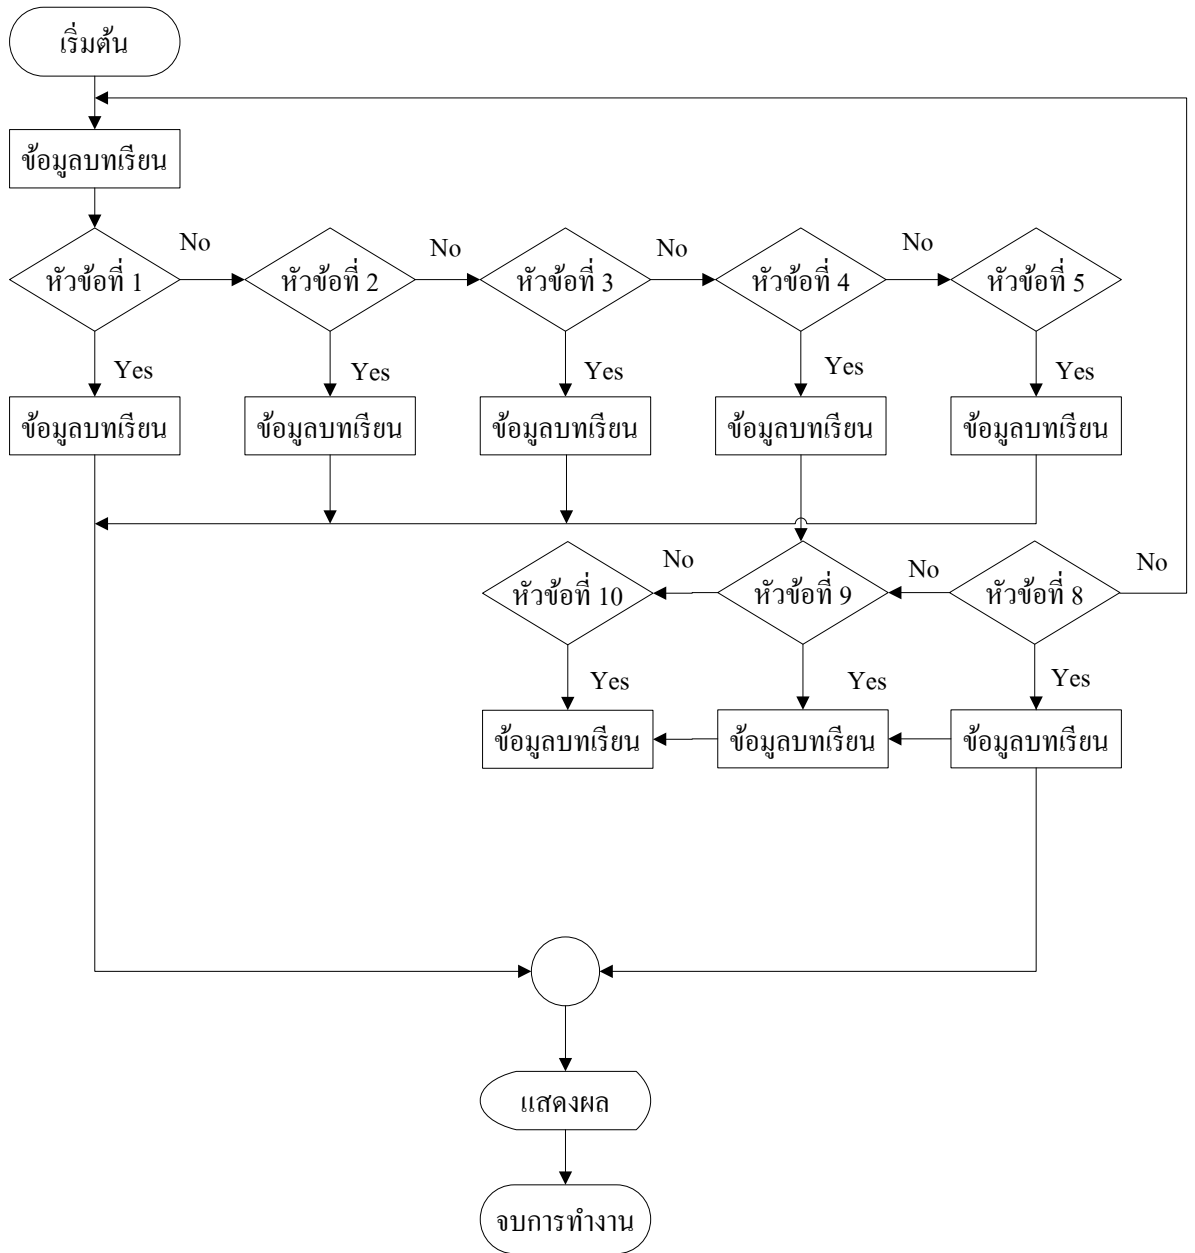 เริ่มต้น
ข้อมูลบทเรียน
No
No
No
No
หัวข้อที่ 1
หัวข้อที่ 2
หัวข้อที่ 3
หัวข้อที่ 4
หัวข้อที่ 5
Yes
Yes
Yes
Yes
Yes
ข้อมูลบทเรียน
ข้อมูลบทเรียน
ข้อมูลบทเรียน
ข้อมูลบทเรียน
ข้อมูลบทเรียน
No
No
No
หัวข้อที่ 10
หัวข้อที่ 9
หัวข้อที่ 8
Yes
Yes
Yes
ข้อมูลบทเรียน
ข้อมูลบทเรียน
ข้อมูลบทเรียน
แสดงผล
จบการทำงาน